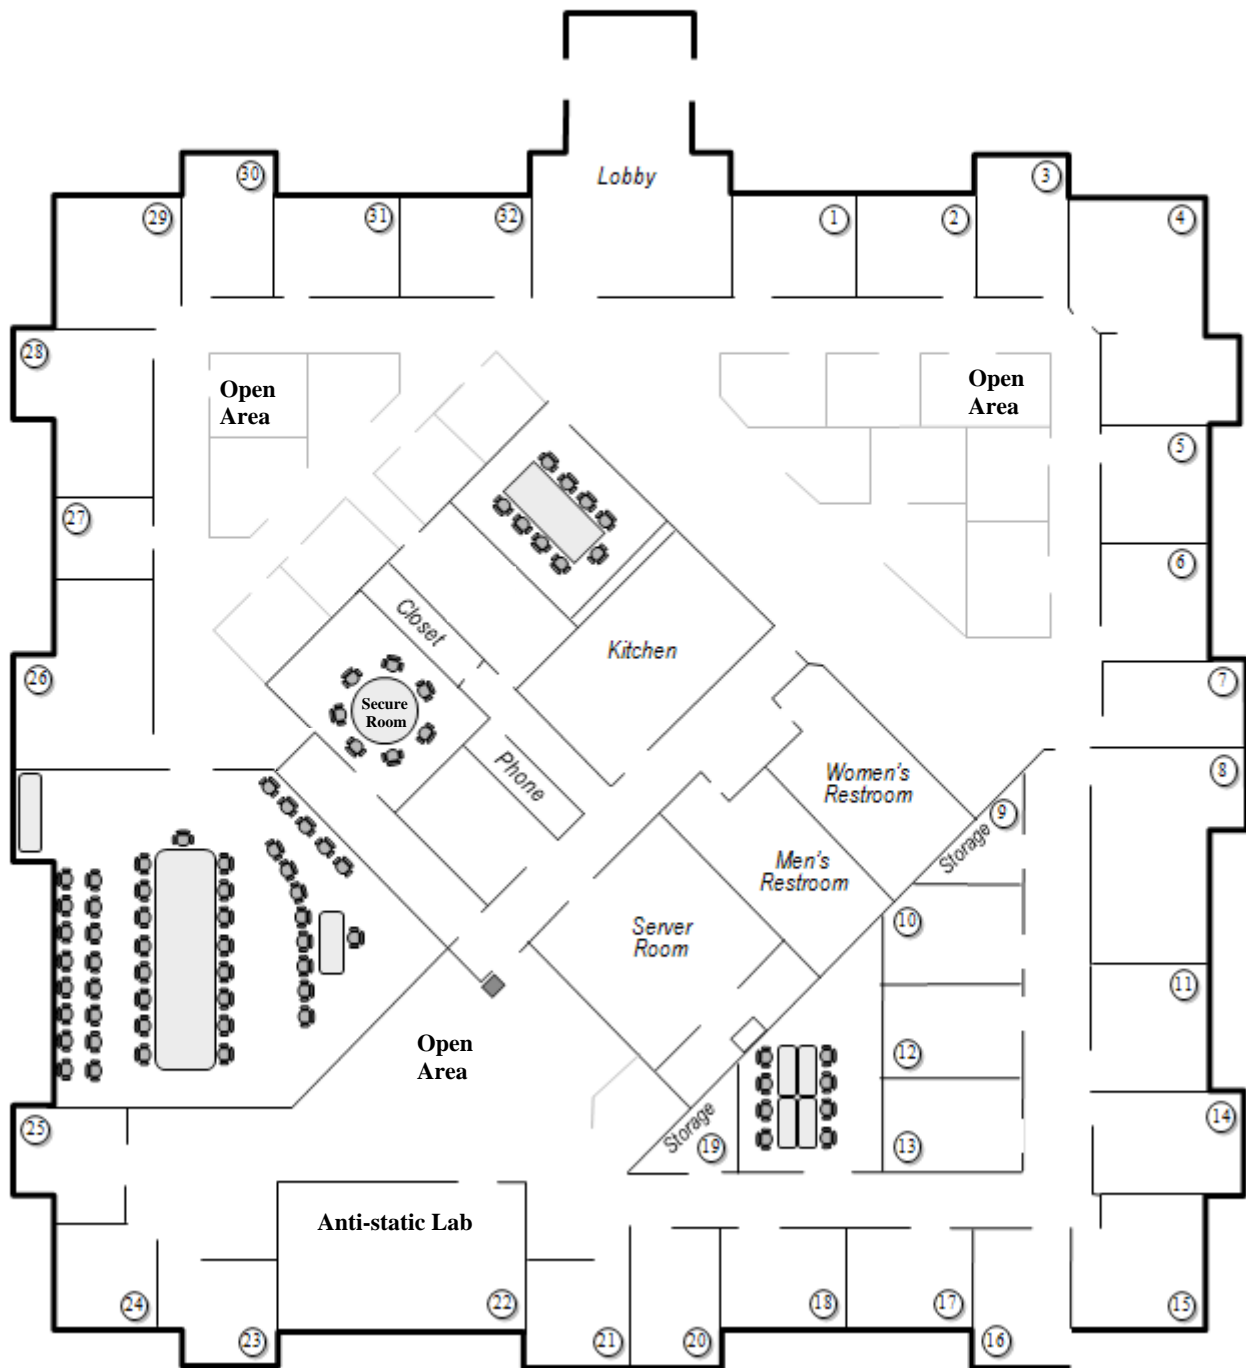 Lobby
30
3
29
31
32
1
2
4
28
Open
Area
Open
Area
5
27
6
Closet
Kitchen
26
7
Secure
Room
Phone
8
Women's
Restroom
9
Storage
Men's
Restroom
10
Server
Room
11
Open
Area
12
25
14
Storage
19
13
Anti-static Lab
24
23
22
21
20
18
17
16
15